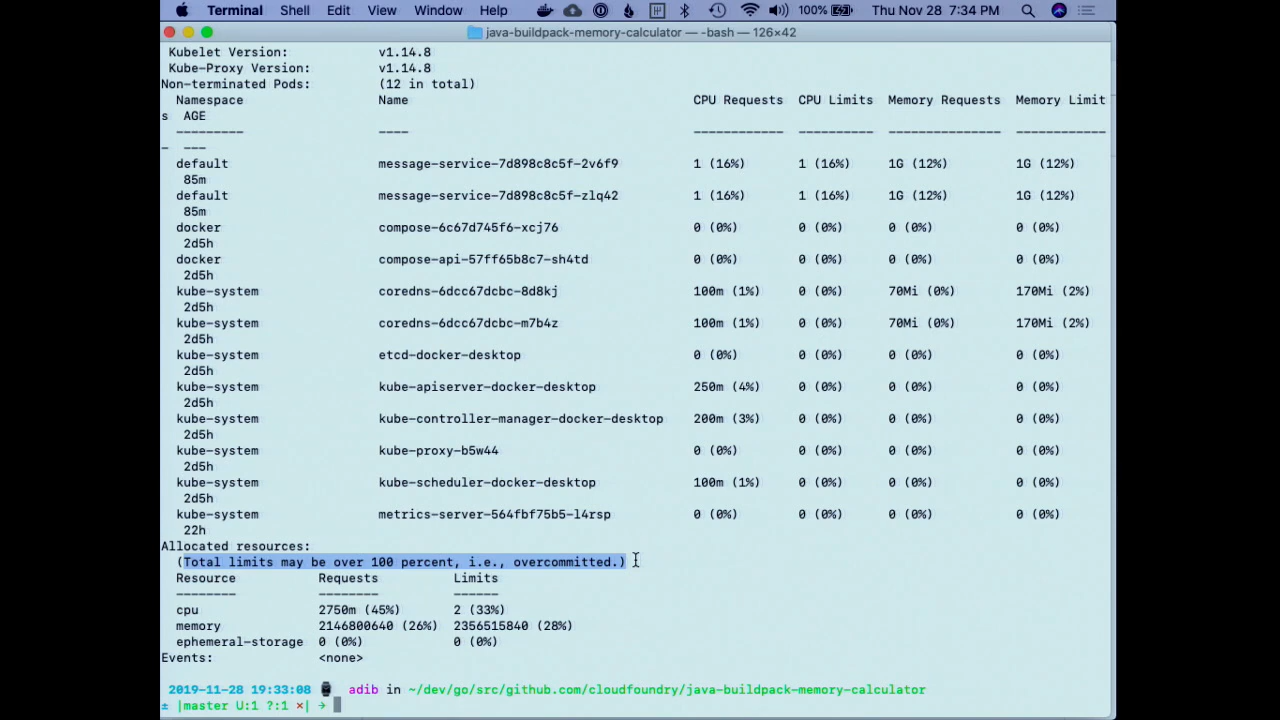 Terminal Shell Edit View Window Help 100% Thu Nov 28 7:34 PM
java-buildpack-memory-calculator — -bash — 126×42
Kubelet Version: v1.14.8
Kube-Proxy Version: v1.14.8
Non-terminated Pods: (12 in total)
Namespace Name CPU Requests CPU Limits Memory Requests Memory Limit
s AGE
--------- ---- ------------ ---------- --------------- ------------
- ---
default message-service-7d898c8c5f-2v6f9 1 (16%) 1 (16%) 1G (12%) 1G (12%)
85m
default message-service-7d898c8c5f-zlq42 1 (16%) 1 (16%) 1G (12%) 1G (12%)
85m
docker compose-6c67d745f6-xcj76 0 (0%) 0 (0%) 0 (0%) 0 (0%)
2d5h
docker compose-api-57ff65b8c7-sh4td 0 (0%) 0 (0%) 0 (0%) 0 (0%)
2d5h
kube-system coredns-6dcc67dcbc-8d8kj 100m (1%) 0 (0%) 70Mi (0%) 170Mi (2%)
2d5h
kube-system coredns-6dcc67dcbc-m7b4z 100m (1%) 0 (0%) 70Mi (0%) 170Mi (2%)
2d5h
kube-system etcd-docker-desktop 0 (0%) 0 (0%) 0 (0%) 0 (0%)
2d5h
kube-system kube-apiserver-docker-desktop 250m (4%) 0 (0%) 0 (0%) 0 (0%)
2d5h
kube-system kube-controller-manager-docker-desktop 200m (3%) 0 (0%) 0 (0%) 0 (0%)
2d5h
kube-system kube-proxy-b5w44 0 (0%) 0 (0%) 0 (0%) 0 (0%)
2d5h
kube-system kube-scheduler-docker-desktop 100m (1%) 0 (0%) 0 (0%) 0 (0%)
2d5h
kube-system metrics-server-564fbf75b5-l4rsp 0 (0%) 0 (0%) 0 (0%) 0 (0%)
22h
Allocated resources:
(Total limits may be over 100 percent, i.e., overcommitted.)
Resource Requests Limits
-------- -------- ------
cpu 2750m (45%) 2 (33%)
memory 2146800640 (26%) 2356515840 (28%)
ephemeral-storage 0 (0%) 0 (0%)
Events: <none>
2019-11-28 19:33:08 ⌚ adib in ~/dev/go/src/github.com/cloudfoundry/java-buildpack-memory-calculator
± |master U:1 ?:1 ×| →